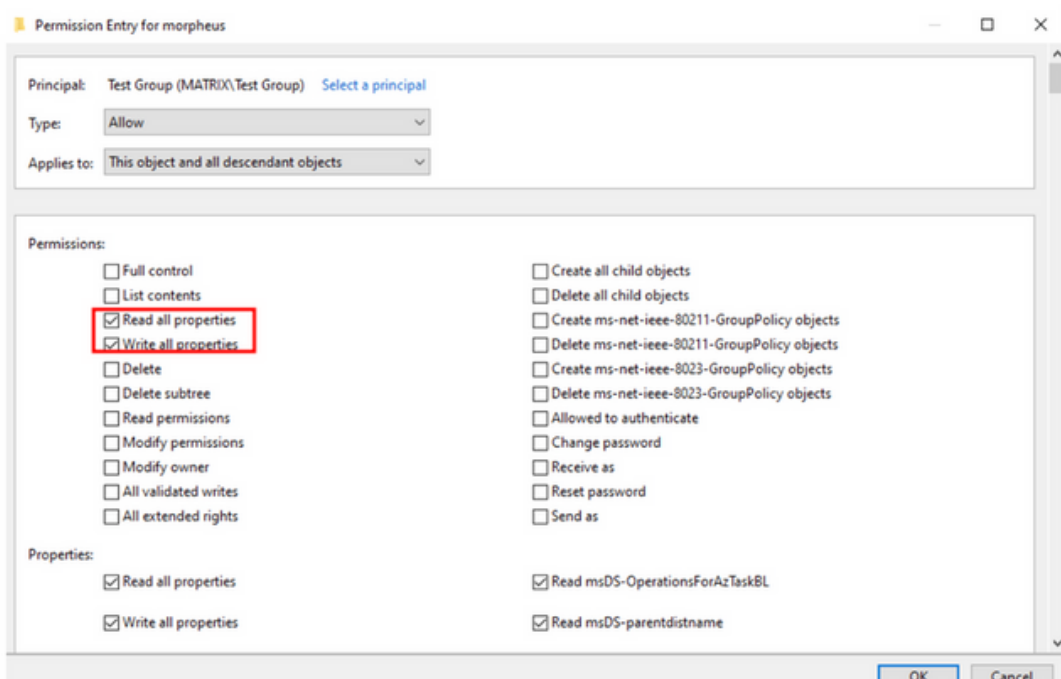 Permission Entry for morpheus
Principal: Test Group (MATRIX\Test Group) Select a principal
Type: Allow
Applies to: This object and all descendant objects
Permissions:
Full control
List contents
Read all properties
Write all properties
Delete
Delete subtree
Read permissions
Modify permissions
Modify owner
All validated writes
All extended rights
Create all child objects
Delete all child objects
Create ms-net-ieee-80211-GroupPolicy objects
Delete ms-net-ieee-80211-GroupPolicy objects
Create ms-net-ieee-8023-GroupPolicy objects
Delete ms-net-ieee-8023-GroupPolicy objects
Allowed to authenticate
Change password
Receive as
Reset password
Send as
Properties:
Read all properties
Write all properties
Read msDS-OperationsForAzTaskBL
Read msDS-parentdistname
OK Cancel